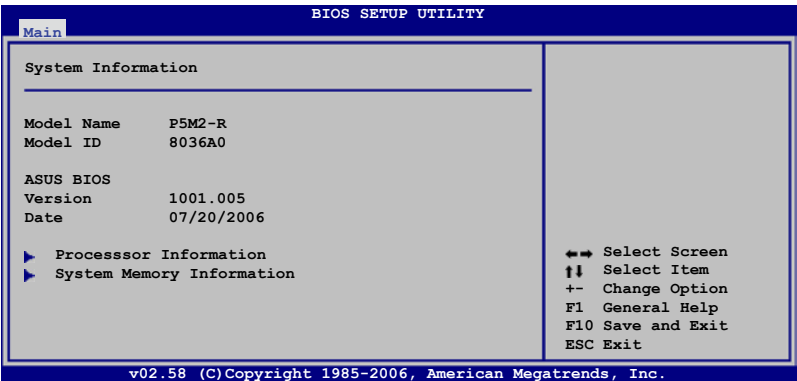 BIOS SETUP UTILITY
Main
System Information
Model Name P5M2-R
Model ID 8036A0
ASUS BIOS
Version 1001.005
Date 07/20/2006
Processsor Information
System Memory Information
←→ Select Screen
↑↓ Select Item
+- Change Option
F1 General Help
F10 Save and Exit
ESC Exit
v02.58 (C)Copyright 1985-2006, American Megatrends, Inc.